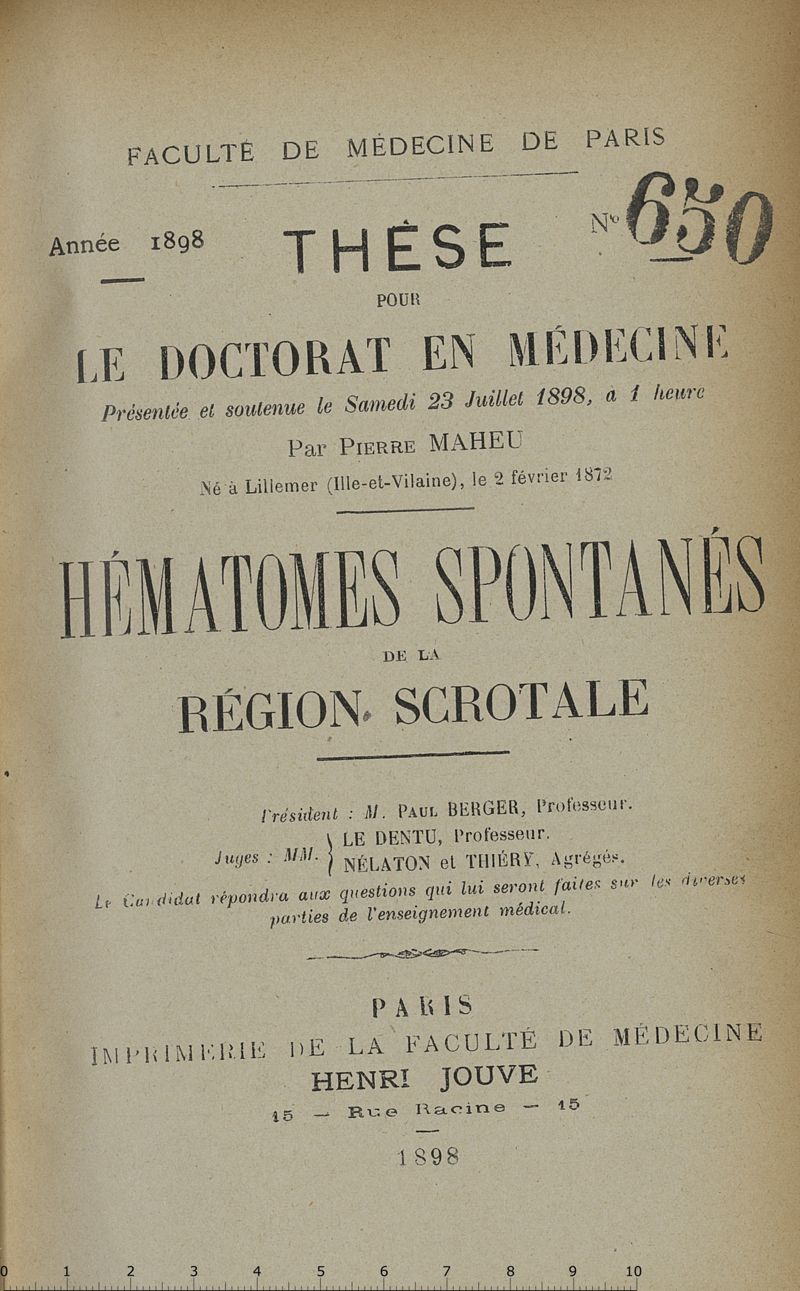 FACULTÉ DE MÉDECINE DE PARIS
Année 1898 THÈSE No 650
POUR
LE DOCTORAT EN MÉDECINE
Présentée et soutenue le Samedi 23 Juillet 1898, à 1 heure
Par PIERRE MAHEU
Né à Lillemer (Ille-et-Vilaine), le 2 février 1872
HÉMATOMES SPONTANÉS
DE LA
RÉGION SCROTALE
Président : M. PAUL BERGER, Professeur.
Juges : MM. } LE DENTU, Professeur.
NÉLATON et THIÉRY, Agrégés.
Le Candidat répondra aux questions qui lui seront faites sur les diverses
parties de l'enseignement médical.
PARIS
IMPRIMERIE DE LA FACULTÉ DE MÉDECINE
HENRI JOUVE
15 — Rue Racine — 15
1898
0 1 2 3 4 5 6 7 8 9 10